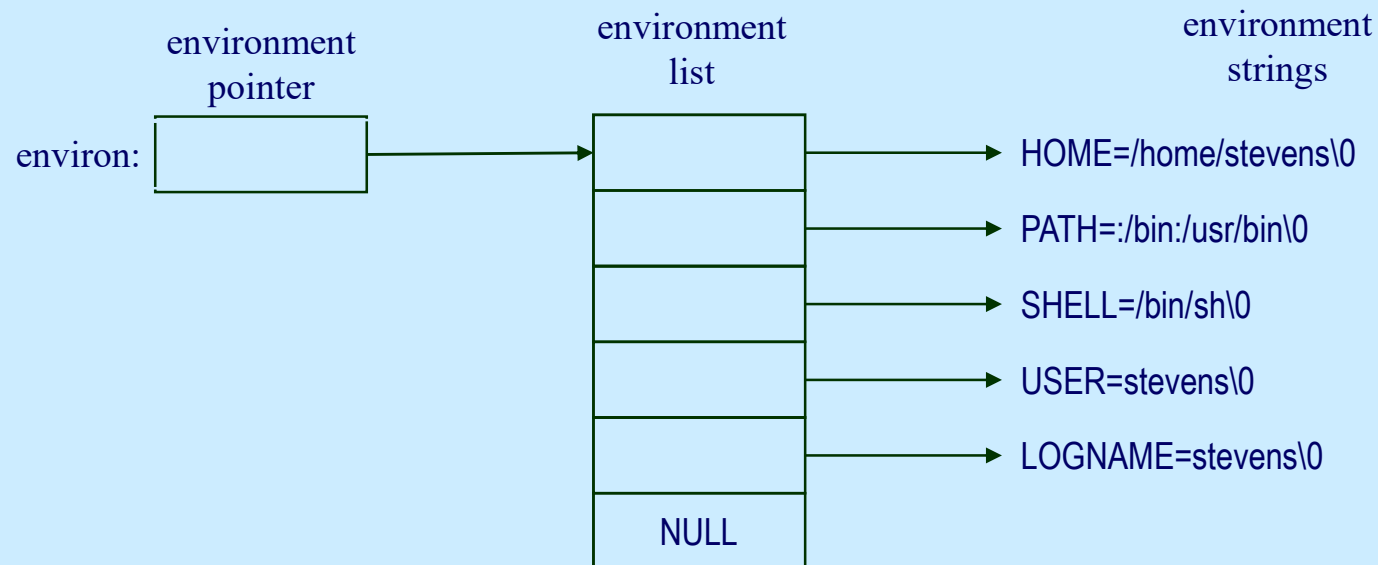 environment
pointer
environment
list
environment
strings
environ:
HOME=/home/stevens\0
PATH=:/bin:/usr/bin\0
SHELL=/bin/sh\0
USER=stevens\0
LOGNAME=stevens\0
NULL